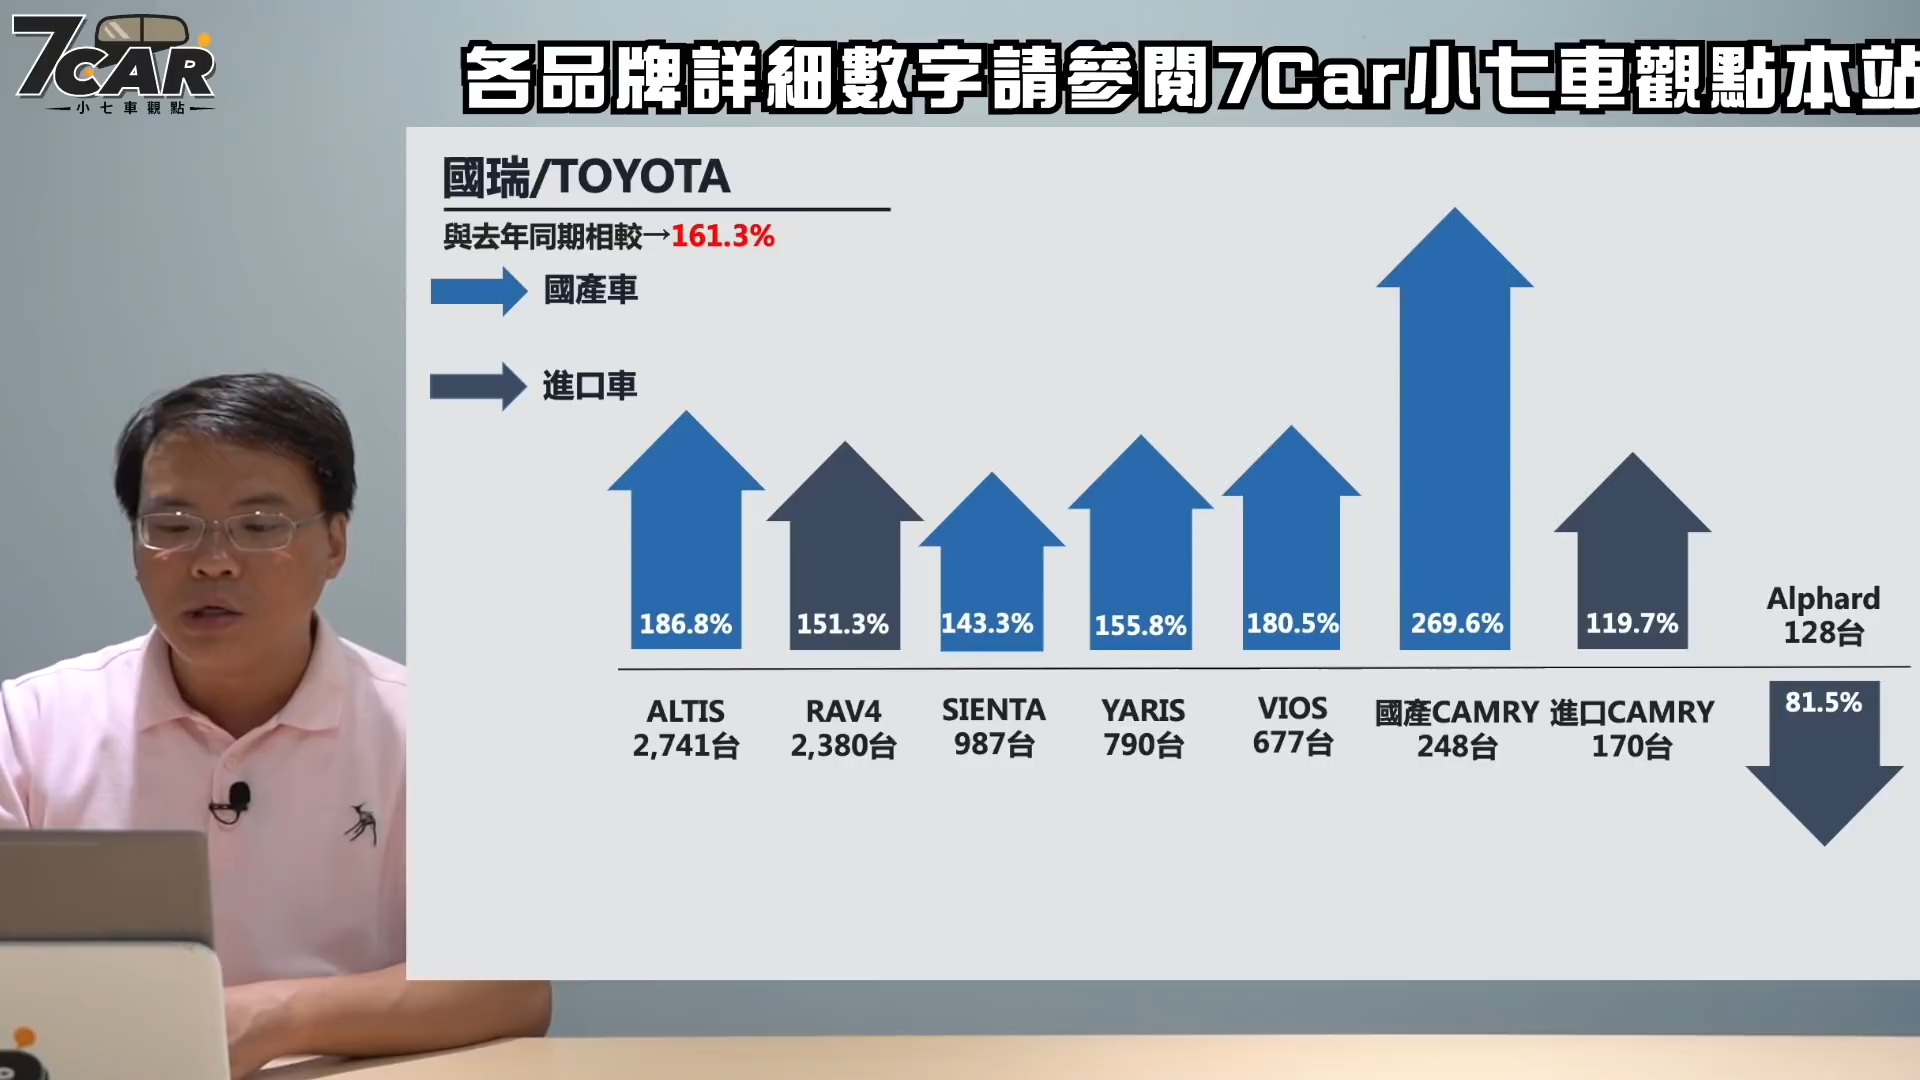 7CAR
小七車觀點
各品牌詳細數字請參閱7Car小七車觀點本站
國瑞/TOYOTA
與去年同期相較→161.3%
國產車
進口車
186.8%
151.3%
143.3%
155.8%
180.5%
269.6%
119.7%
Alphard
128台
81.5%
ALTIS
2,741台
RAV4
2,380台
SIENTA
987台
YARIS
790台
VIOS
677台
國產CAMRY
248台
進口CAMRY
170台